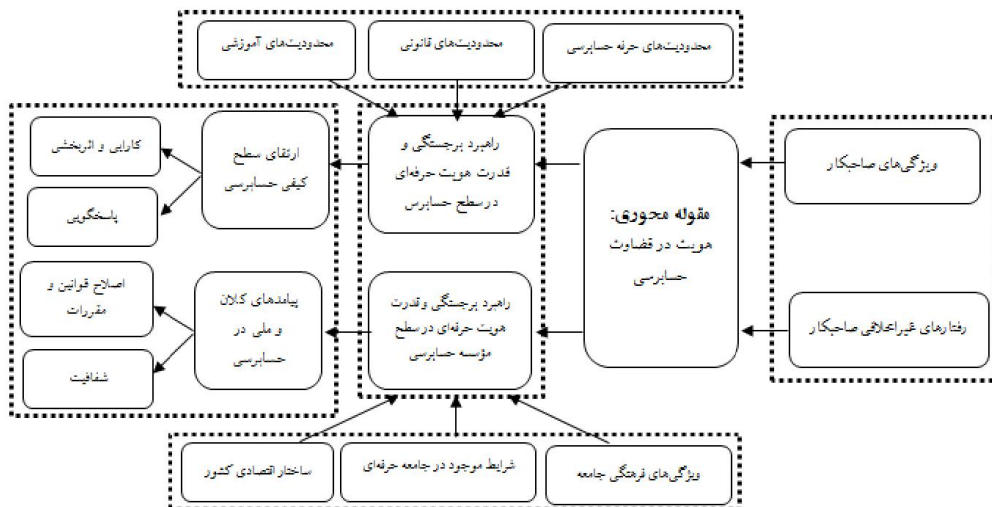 محدودیت‌های حرفه حسابرسی
محدودیت‌های قانونی
محدودیت‌های آموزشی
ویژگی‌های صاحبکار
رفتارهای غیراخلاقی صاحبکار
مقوله محوری:
هویت در قضاوت
حسابرسی
راهبرد برجستگی و
قدرت هویت حرفه‌ای
در سطح حسابرس
راهبرد برجستگی و قدرت
هویت حرفه‌ای در سطح
مؤسسه حسابرسی
ارتقای سطح
کیفی حسابرسی
کارایی و اثربخشی
پاسخگویی
پیامدهای کلان
و ملی در
حسابرسی
اصلاح قوانین و
مقررات
شفافیت
ویژگی‌های فرهنگی جامعه
شرایط موجود در جامعه حرفه‌ای
ساختار اقتصادی کشور